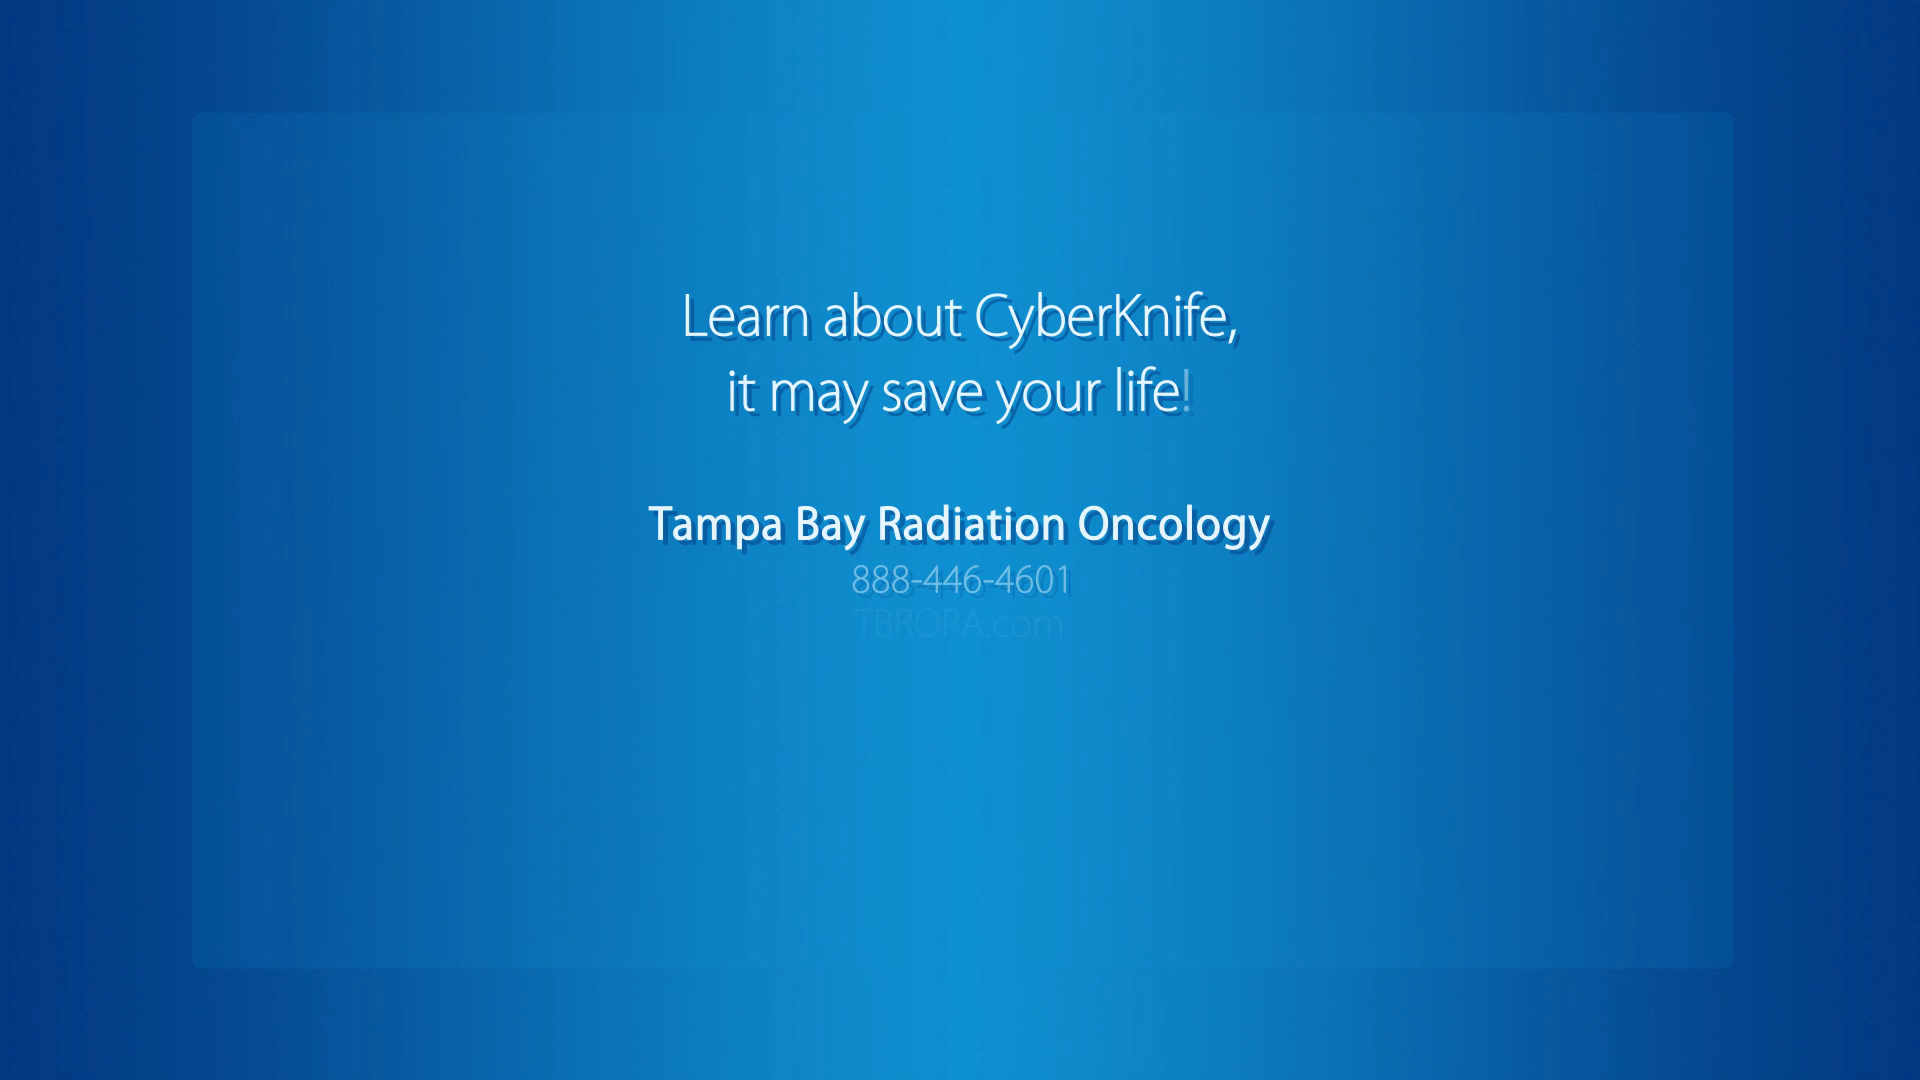 Learn about CyberKnife,
it may save your life!
Tampa Bay Radiation Oncology
888-446-4601
TBROPA.com